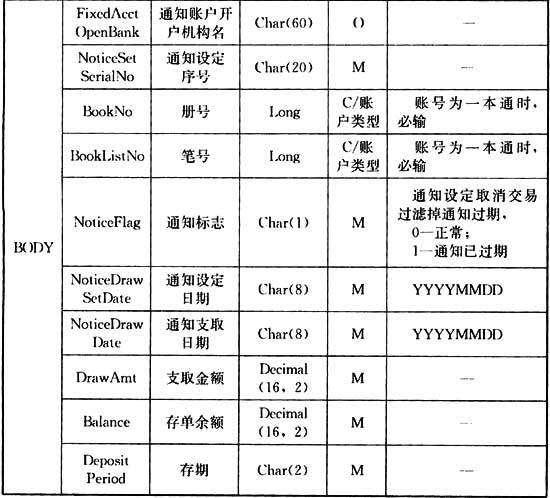 BODY
FixedAcct 通知账户开 Char(60) O —
OpenBank 户机构名
NoticeSet 通知设定 Char(20) M —
SerialNo 序号
BookNo 册号 Long C/账 账号为一本通时，
户类型 必输
BookListNo 笔号 Long C/账 账号为一本通时，
户类型 必输
NoticeFlag 通知标志 Char(1) M 通知设定取消交易
过滤掉通知过期，
0—正常；
1—通知已过期
NoticeDraw 通知设定 Char(8) M YYYYMMDD
SetDate 日期
NoticeDraw 通知支取 Char(8) M YYYYMMDD
Date 日期
DrawAmt 支取金额 Decimal M —
(16，2)
Balance 存单余额 Decimal M —
(16，2)
Deposit 存期 Char(2) M —
Period